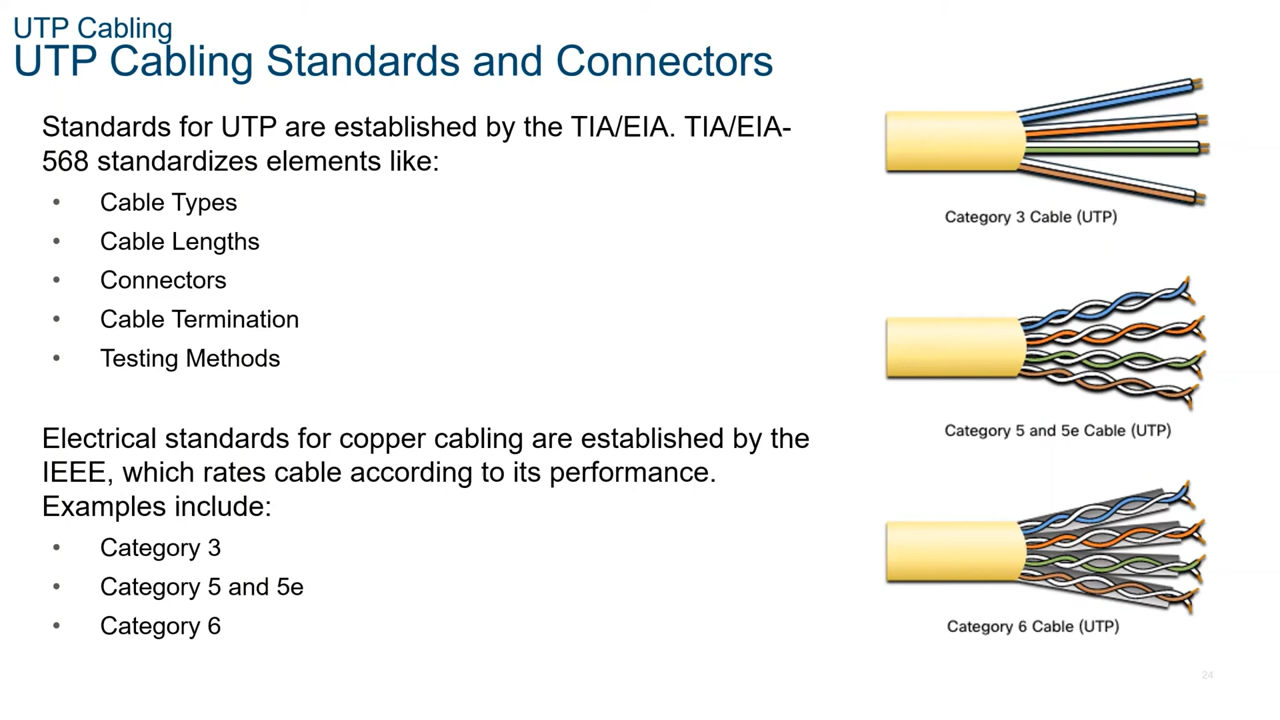 UTP Cabling
UTP Cabling Standards and Connectors
Standards for UTP are established by the TIA/EIA. TIA/EIA-
568 standardizes elements like:
• Cable Types
• Cable Lengths
• Connectors
• Cable Termination
• Testing Methods
Electrical standards for copper cabling are established by the
IEEE, which rates cable according to its performance.
Examples include:
• Category 3
• Category 5 and 5e
• Category 6
Category 3 Cable (UTP)
Category 5 and 5e Cable (UTP)
Category 6 Cable (UTP)
24